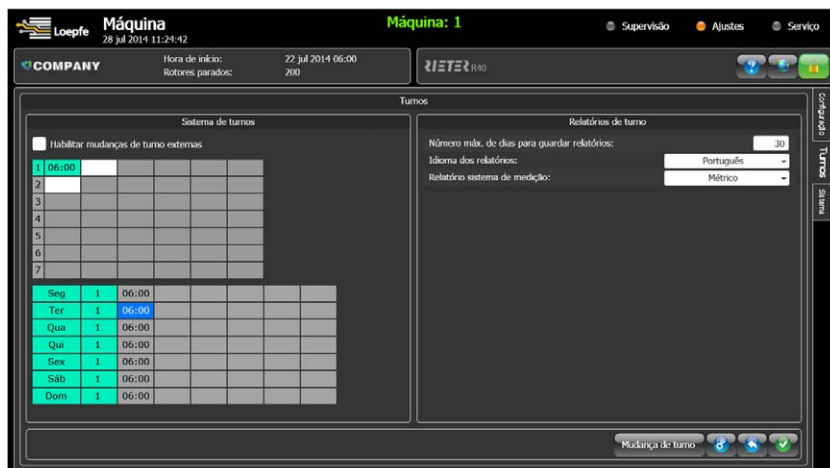 Loepfe
Máquina
28 jul 2014 11:24:42
Máquina: 1
Supervisão
Ajustes
Serviço
COMPANY
Hora de início: 22 jul 2014 06:00
Rotores parados: 200
RIETER R40
Turnos
Sistema de turnos
Habilitar mudanças de turno externas
1 06:00
2
3
4
5
6
7
Seg 1 06:00
Ter 1 06:00
Qua 1 06:00
Qui 1 06:00
Sex 1 06:00
Sáb 1 06:00
Dom 1 06:00
Relatórios de turno
Número máx. de dias para guardar relatórios: 30
Idioma dos relatórios: Português
Relatório sistema de medição: Métrico
Configuração
Turnos
Sistema
Mudança de turno